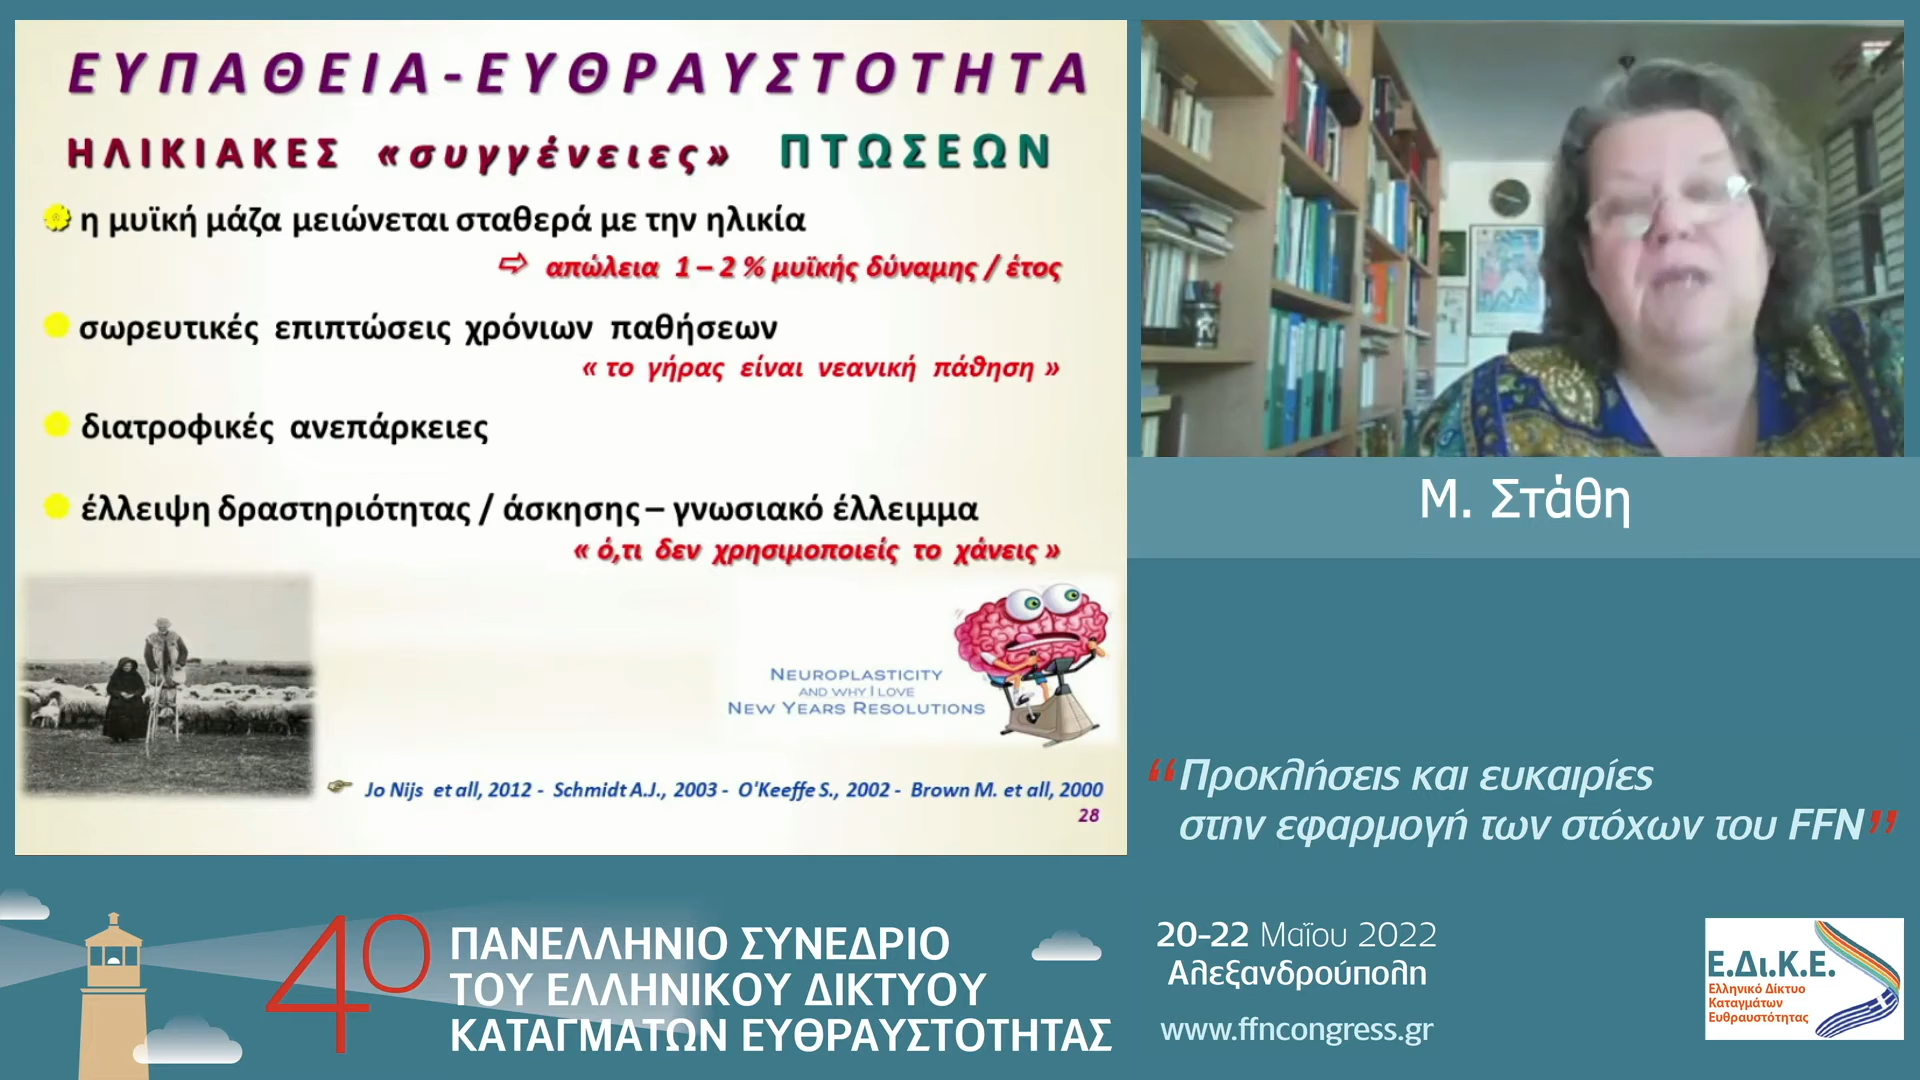 ΕΥΠΑΘΕΙΑ-ΕΥΘΡΑΥΣΤΟΤΗΤΑ
ΗΛΙΚΙΑΚΕΣ «συγγένειες» ΠΤΩΣΕΩΝ
η μυϊκή μάζα μειώνεται σταθερά με την ηλικία
⇨ απώλεια 1 – 2 % μυϊκής δύναμης / έτος
σωρευτικές επιπτώσεις χρόνιων παθήσεων
« το γήρας είναι νεανική πάθηση »
διατροφικές ανεπάρκειες
έλλειψη δραστηριότητας / άσκησης – γνωσιακό έλλειμμα
« ό,τι δεν χρησιμοποιείς το χάνεις »
NEUROPLASTICITY
AND WHY I LOVE
NEW YEARS RESOLUTIONS
Jo Nijs et all, 2012 - Schmidt A.J., 2003 - O'Keeffe S., 2002 - Brown M. et all, 2000
28
Μ. Στάθη
“Προκλήσεις και ευκαιρίες
στην εφαρμογή των στόχων του FFN”
4ο
ΠΑΝΕΛΛΗΝΙΟ ΣΥΝΕΔΡΙΟ
ΤΟΥ ΕΛΛΗΝΙΚΟΥ ΔΙΚΤΥΟΥ
ΚΑΤΑΓΜΑΤΩΝ ΕΥΘΡΑΥΣΤΟΤΗΤΑΣ
20-22 Μαΐου 2022
Αλεξανδρούπολη
www.ffncongress.gr
Ε.Δι.Κ.Ε.
Ελληνικό Δίκτυο
Καταγμάτων
Ευθραυστότητας